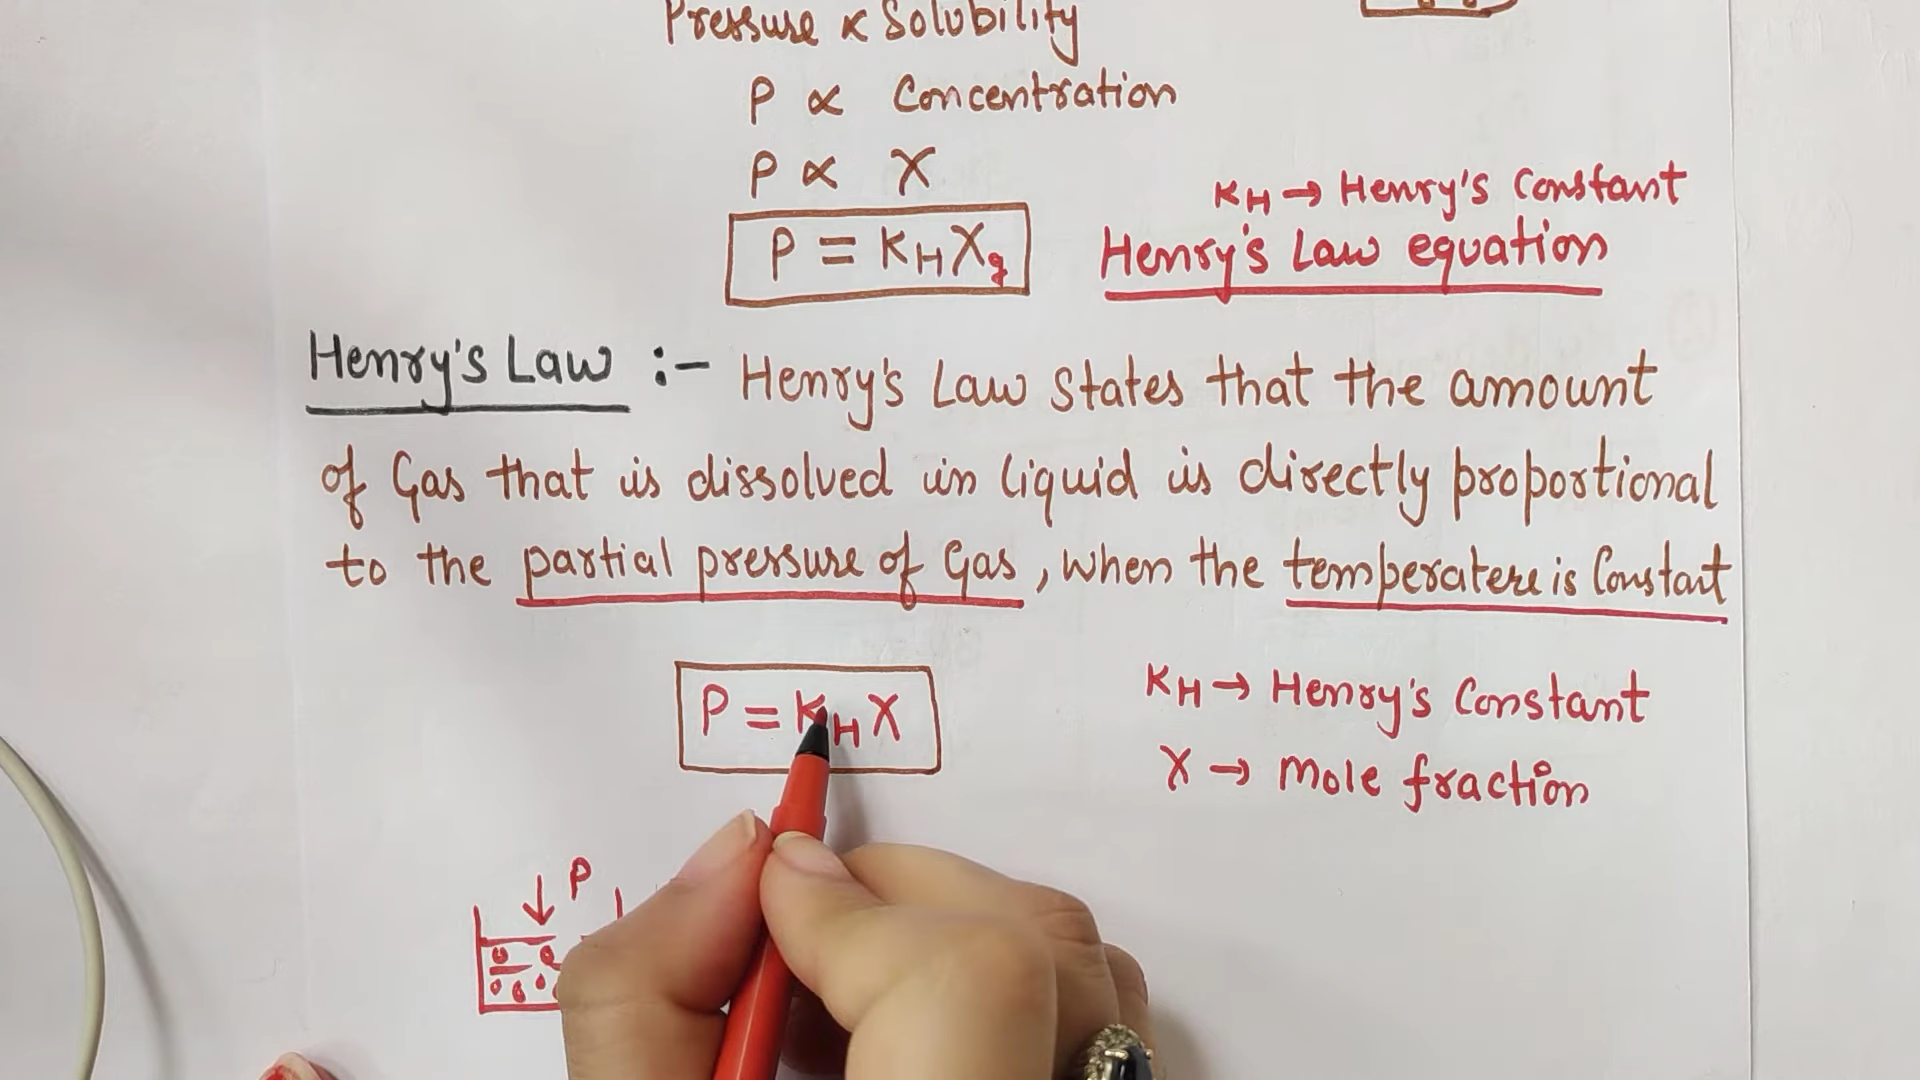 Pressure ∝ Solubility
P ∝ Concentration
P ∝ X
P = KHXg
KH → Henry's Constant
Henry's Law equation
Henry's Law :- Henry's Law states that the amount
of Gas that is dissolved in liquid is directly proportional
to the partial pressure of Gas, when the temperatere is Constant
P = KHX
KH → Henry's Constant
X → Mole fraction
P